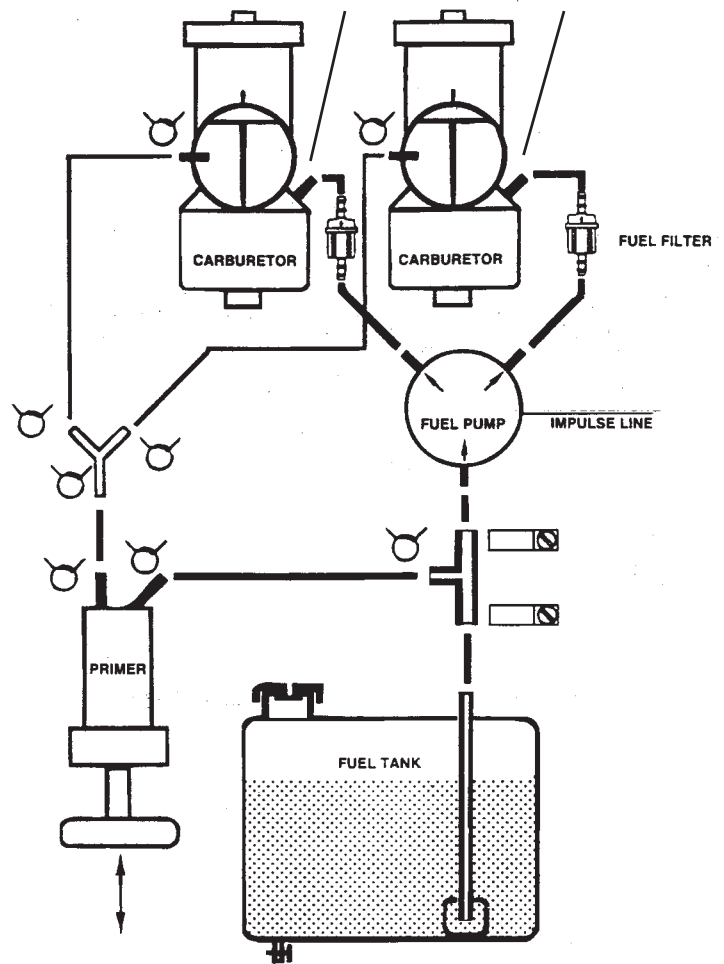 CARBURETOR
CARBURETOR
FUEL FILTER
FUEL PUMP
IMPULSE LINE
PRIMER
FUEL TANK